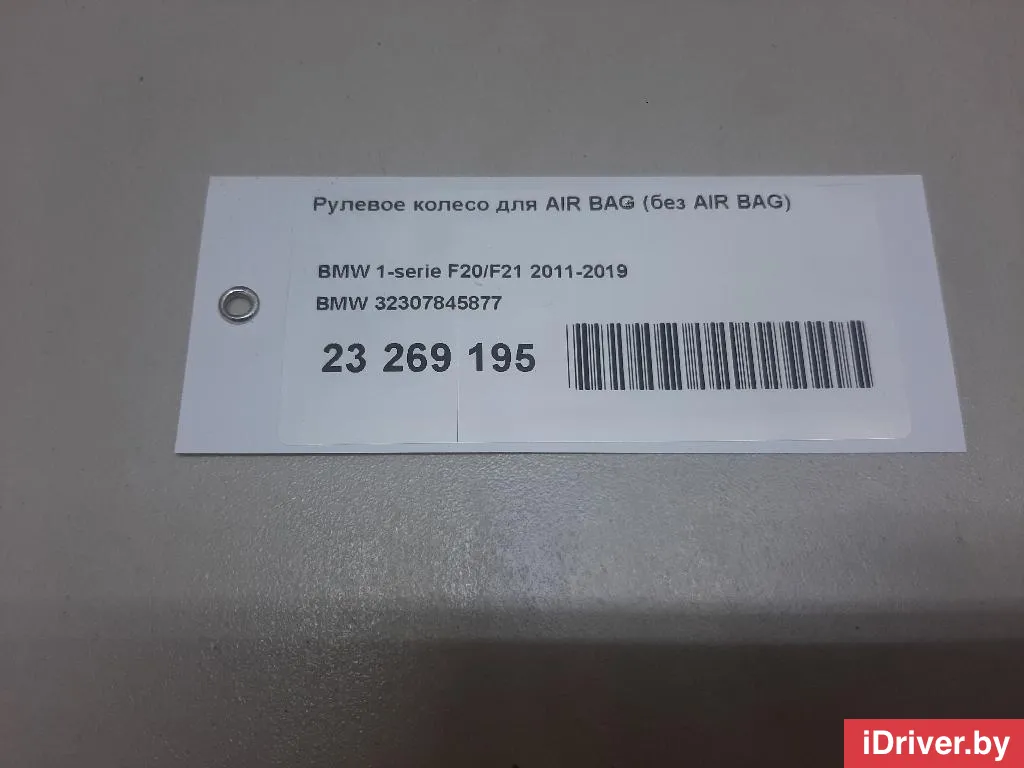 Рулевое колесо для AIR BAG (без AIR BAG)
BMW 1-serie F20/F21 2011-2019
BMW 32307845877
23 269 195
iDriver.by